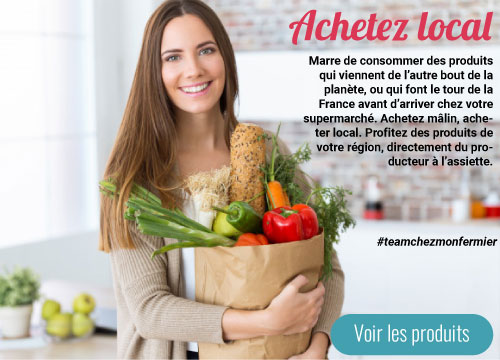 Achetez local
Marre de consommer des produits
qui viennent de l'autre bout de la
planète, ou qui font le tour de la
France avant d'arriver chez votre
supermarché. Achetez mâlin, ache-
ter local. Profitez des produits de
votre région, directement du pro-
ducteur à l'assiette.
#teamchezmonfermier
Voir les produits